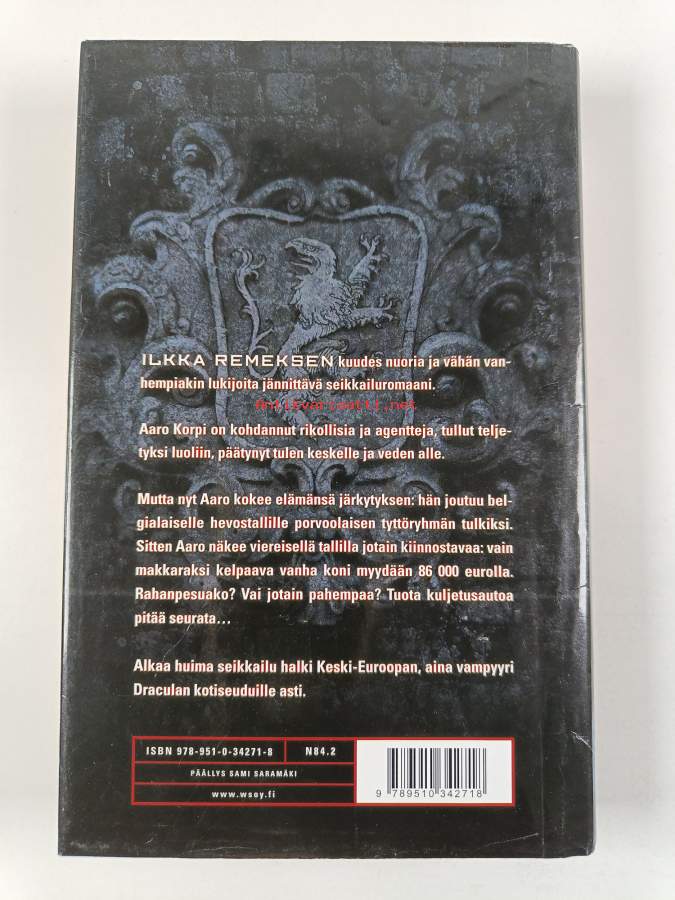 ILKKA REMEKSEN kuudes nuoria ja vähän van-
hempiakin lukijoita jännittävä seikkailuromaani.
Antikvariaatti.net
Aaro Korpi on kohdannut rikollisia ja agentteja, tullut telje-
tyksi luoliin, päätynyt tulen keskelle ja veden alle.
Mutta nyt Aaro kokee elämänsä järkytyksen: hän joutuu bel-
gialaiselle hevostallille porvoolaisen tyttöryhmän tulkiksi.
Sitten Aaro näkee viereisellä tallilla jotain kiinnostavaa: vain
makkaraksi kelpaava vanha koni myydään 86 000 eurolla.
Rahanpesuako? Vai jotain pahempaa? Tuota kuljetusautoa
pitää seurata...
Alkaa huima seikkailu halki Keski-Euroopan, aina vampyyri
Draculan kotiseuduille asti.
ISBN 978-951-0-34271-8 N84.2
PÄÄLLYS SAMI SARAMÄKI
www.wsoy.fi
9 789510 342718